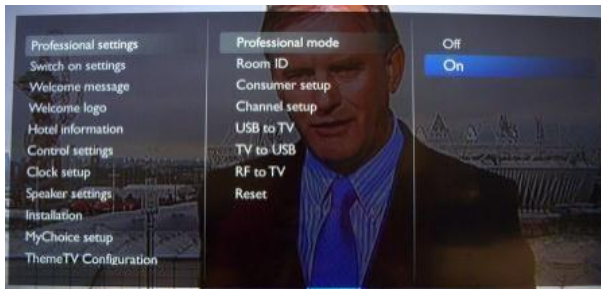 Professional settings
Switch on settings
Welcome message
Welcome logo
Hotel information
Control settings
Clock setup
Speaker settings
Installation
MyChoice setup
ThemeTV Configuration
Professional mode
Room ID
Consumer setup
Channel setup
USB to TV
TV to USB
RF to TV
Reset
Off
On